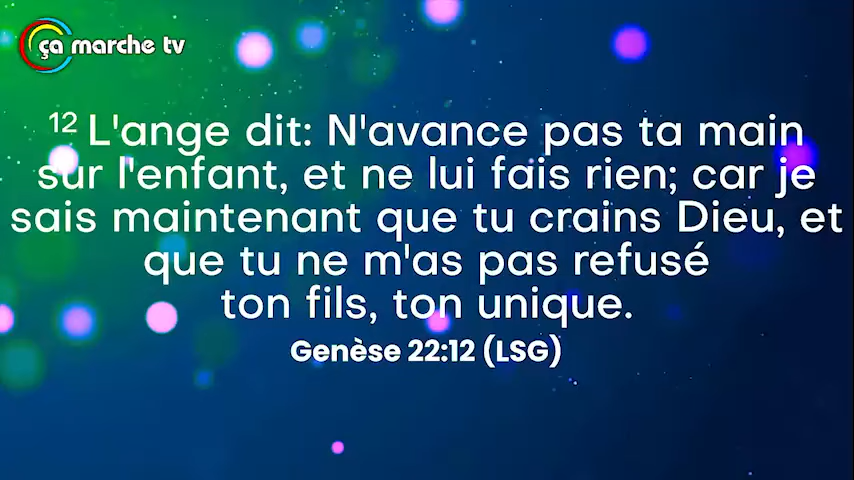 ça marche tv
12 L'ange dit: N'avance pas ta main
sur l'enfant, et ne lui fais rien; car je
sais maintenant que tu crains Dieu, et
que tu ne m'as pas refusé
ton fils, ton unique.
Genèse 22:12 (LSG)